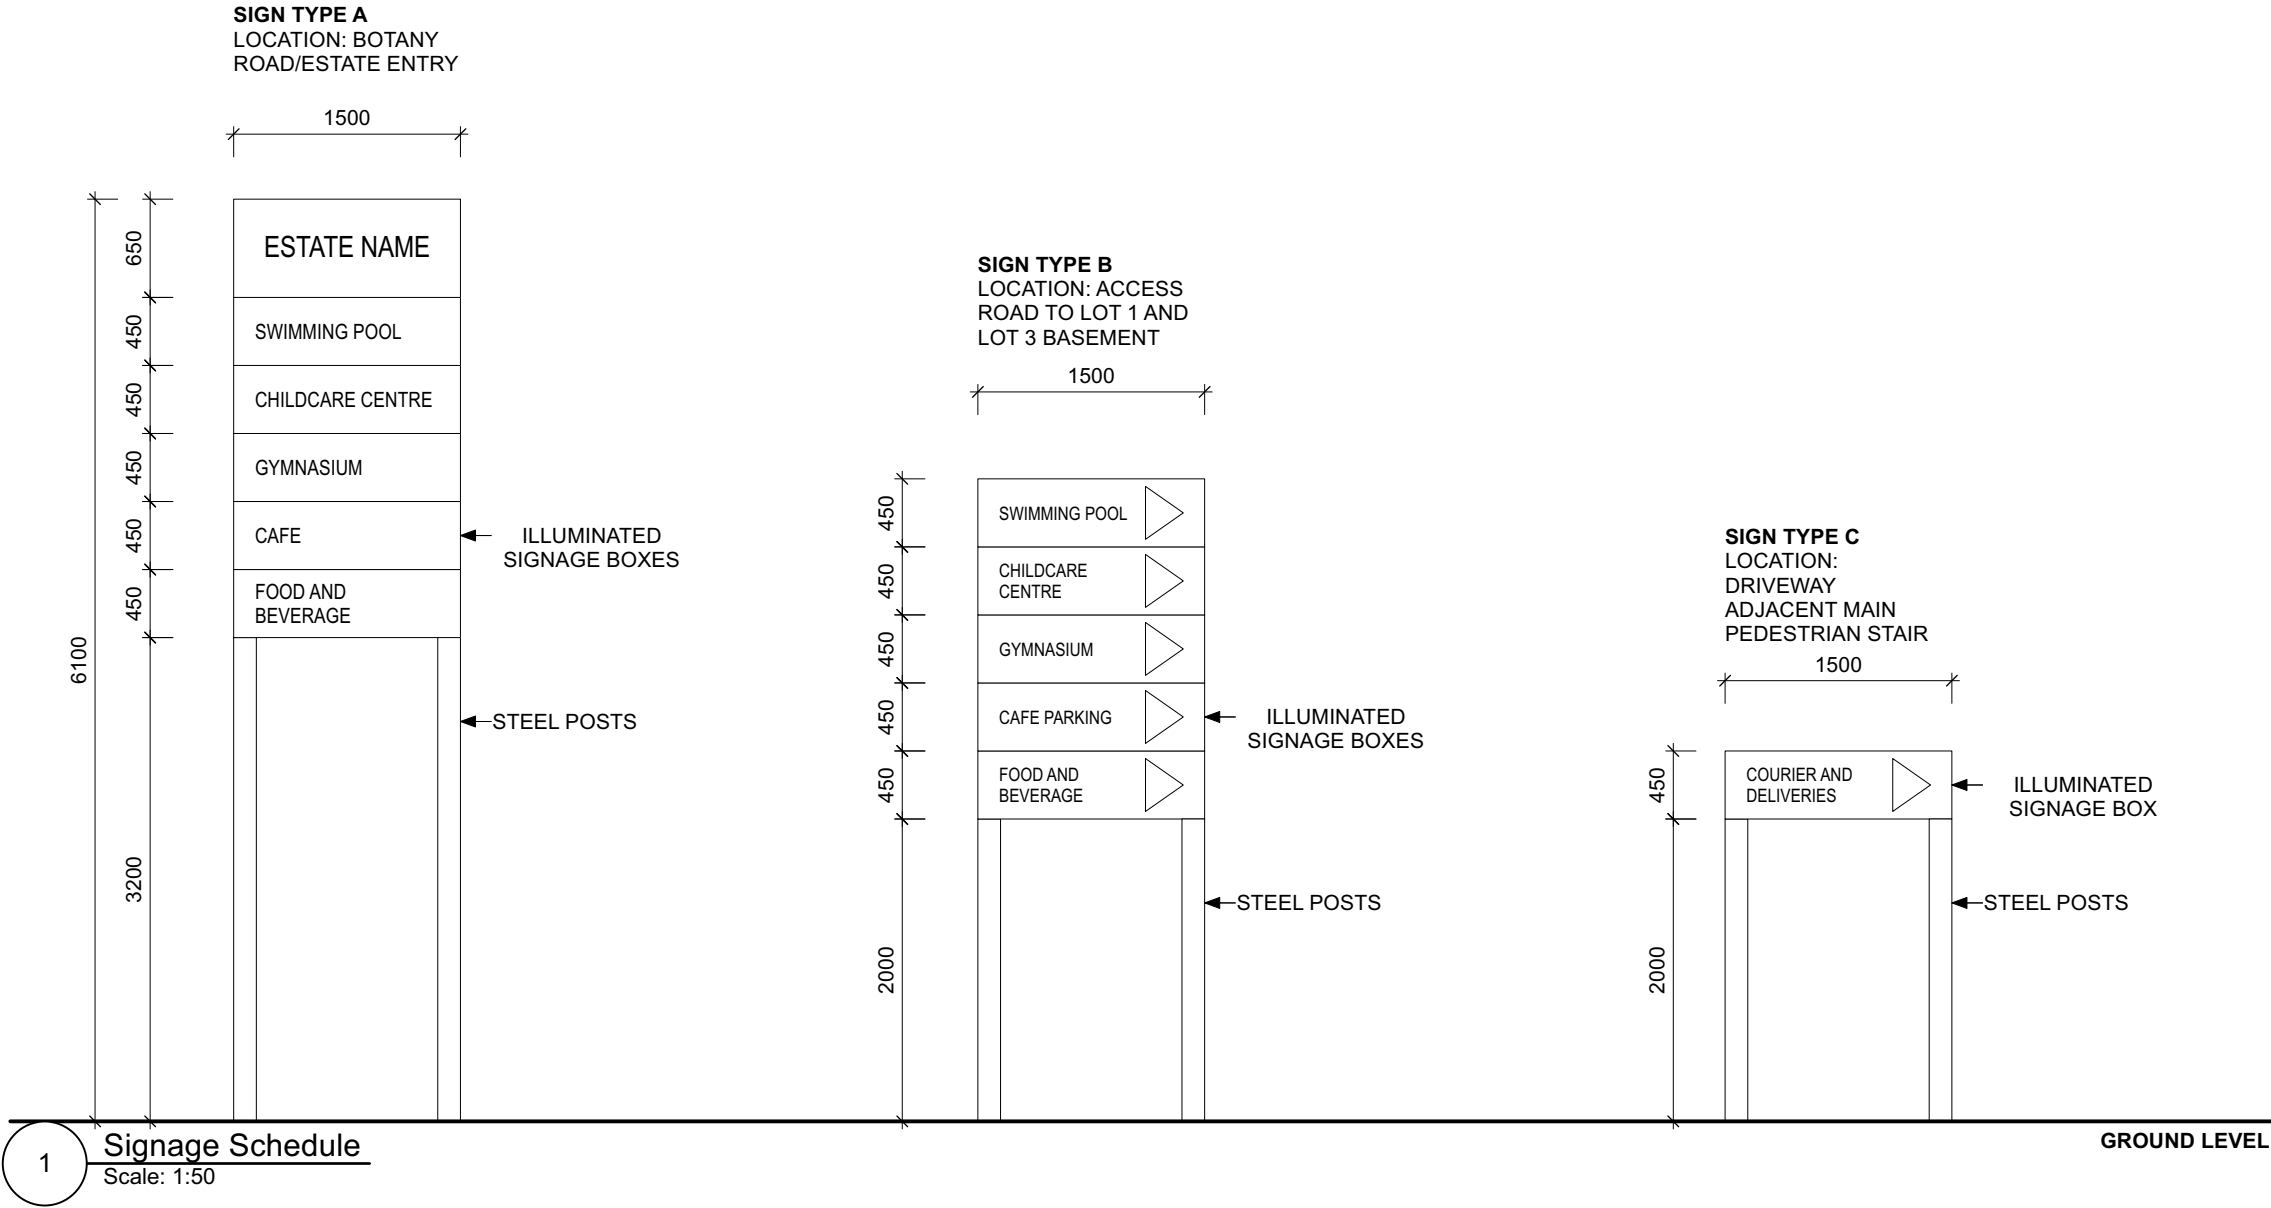 SIGN TYPE A
LOCATION: BOTANY
ROAD/ESTATE ENTRY
1500
6100
650
450
450
450
450
450
3200
ESTATE NAME
SWIMMING POOL
CHILDCARE CENTRE
GYMNASIUM
CAFE
FOOD AND
BEVERAGE
ILLUMINATED
SIGNAGE BOXES
STEEL POSTS
SIGN TYPE B
LOCATION: ACCESS
ROAD TO LOT 1 AND
LOT 3 BASEMENT
1500
450
450
450
450
450
2000
SWIMMING POOL
CHILDCARE
CENTRE
GYMNASIUM
CAFE PARKING
FOOD AND
BEVERAGE
ILLUMINATED
SIGNAGE BOXES
STEEL POSTS
SIGN TYPE C
LOCATION:
DRIVEWAY
ADJACENT MAIN
PEDESTRIAN STAIR
1500
450
2000
COURIER AND
DELIVERIES
ILLUMINATED
SIGNAGE BOX
STEEL POSTS
1
Signage Schedule
Scale: 1:50
GROUND LEVEL